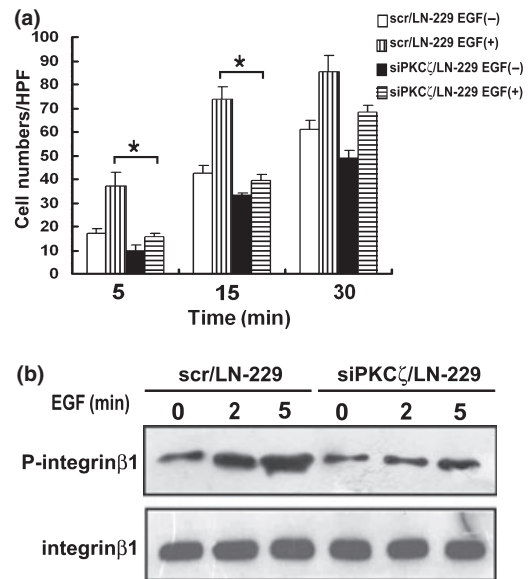 (a)
scr/LN-229 EGF(−)
scr/LN-229 EGF(+)
siPKCζ/LN-229 EGF(−)
siPKCζ/LN-229 EGF(+)
Cell numbers/HPF
100
90
80
70
60
50
40
30
20
10
0
*
*
5 15 30
Time (min)
(b)
scr/LN-229 siPKCζ/LN-229
EGF (min) 0 2 5 0 2 5
P-integrinβ1
integrinβ1